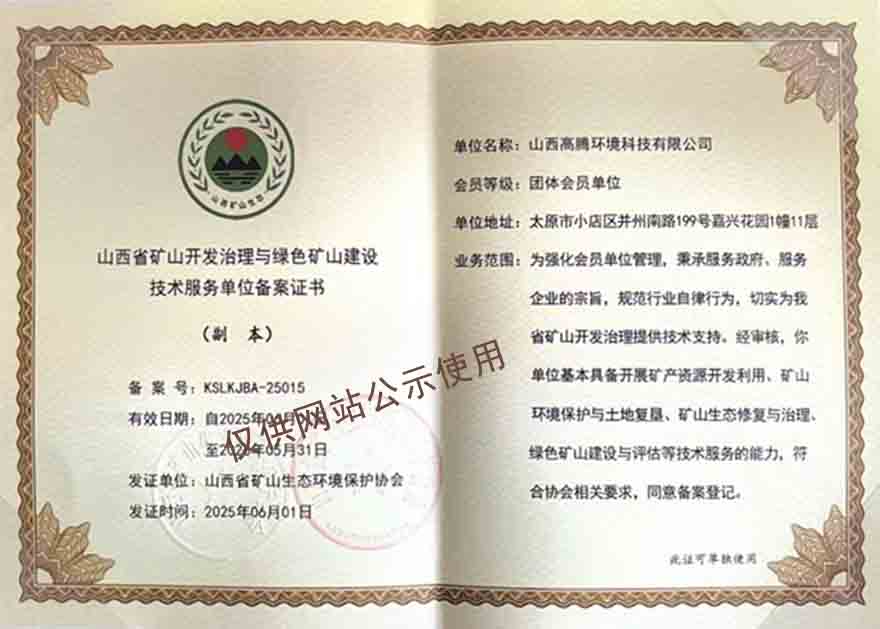 山西矿山生态
山西省矿山开发治理与绿色矿山建设
技术服务单位备案证书
（副 本）
备 案 号：KSLKJBA-25015
有效日期：自2025年
至20 年05月31日
发证单位：山西省矿山生态环境保护协会
发证时间：2025年06月01日
仅供网站公示使用
单位名称：山西高腾环境科技有限公司
会员等级：团体会员单位
单位地址：太原市小店区并州南路199号嘉兴花园1幢11层
业务范围：为强化会员单位管理，秉承服务政府、服务
企业的宗旨，规范行业自律行为，切实为我
省矿山开发治理提供技术支持。经审核，你
单位基本具备开展矿产资源开发利用、矿山
环境保护与土地复垦、矿山生态修复与治理、
绿色矿山建设与评估等技术服务的能力，符
合协会相关要求，同意备案登记。
此证可单独使用